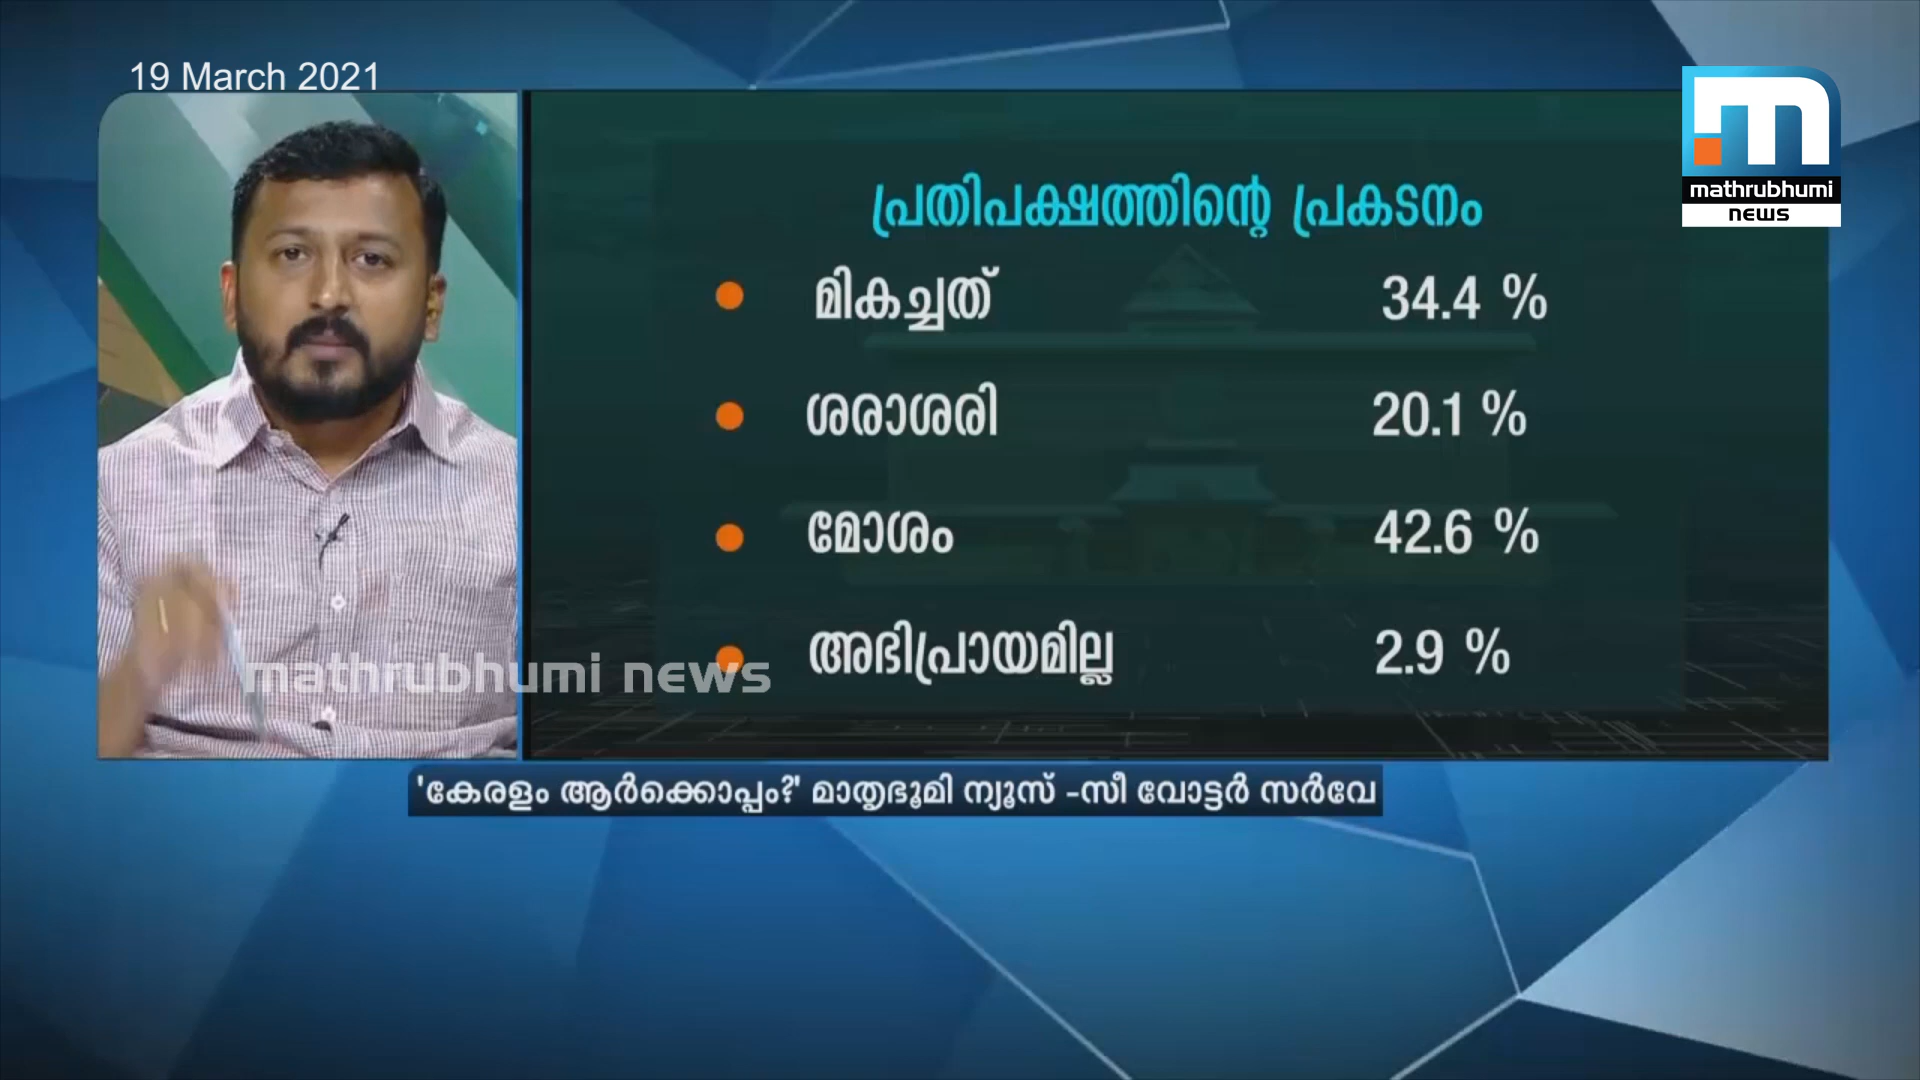 19 March 2021
mathrubhumi
news
പ്രതിപക്ഷത്തിന്റെ പ്രകടനം
മികച്ചത് 34.4 %
ശരാശരി 20.1 %
മോശം 42.6 %
അഭിപ്രായമില്ല 2.9 %
mathrubhumi news
'കേരളം ആർക്കൊപ്പം?' മാതൃഭൂമി ന്യൂസ് -സീ വോട്ടർ സർവേ